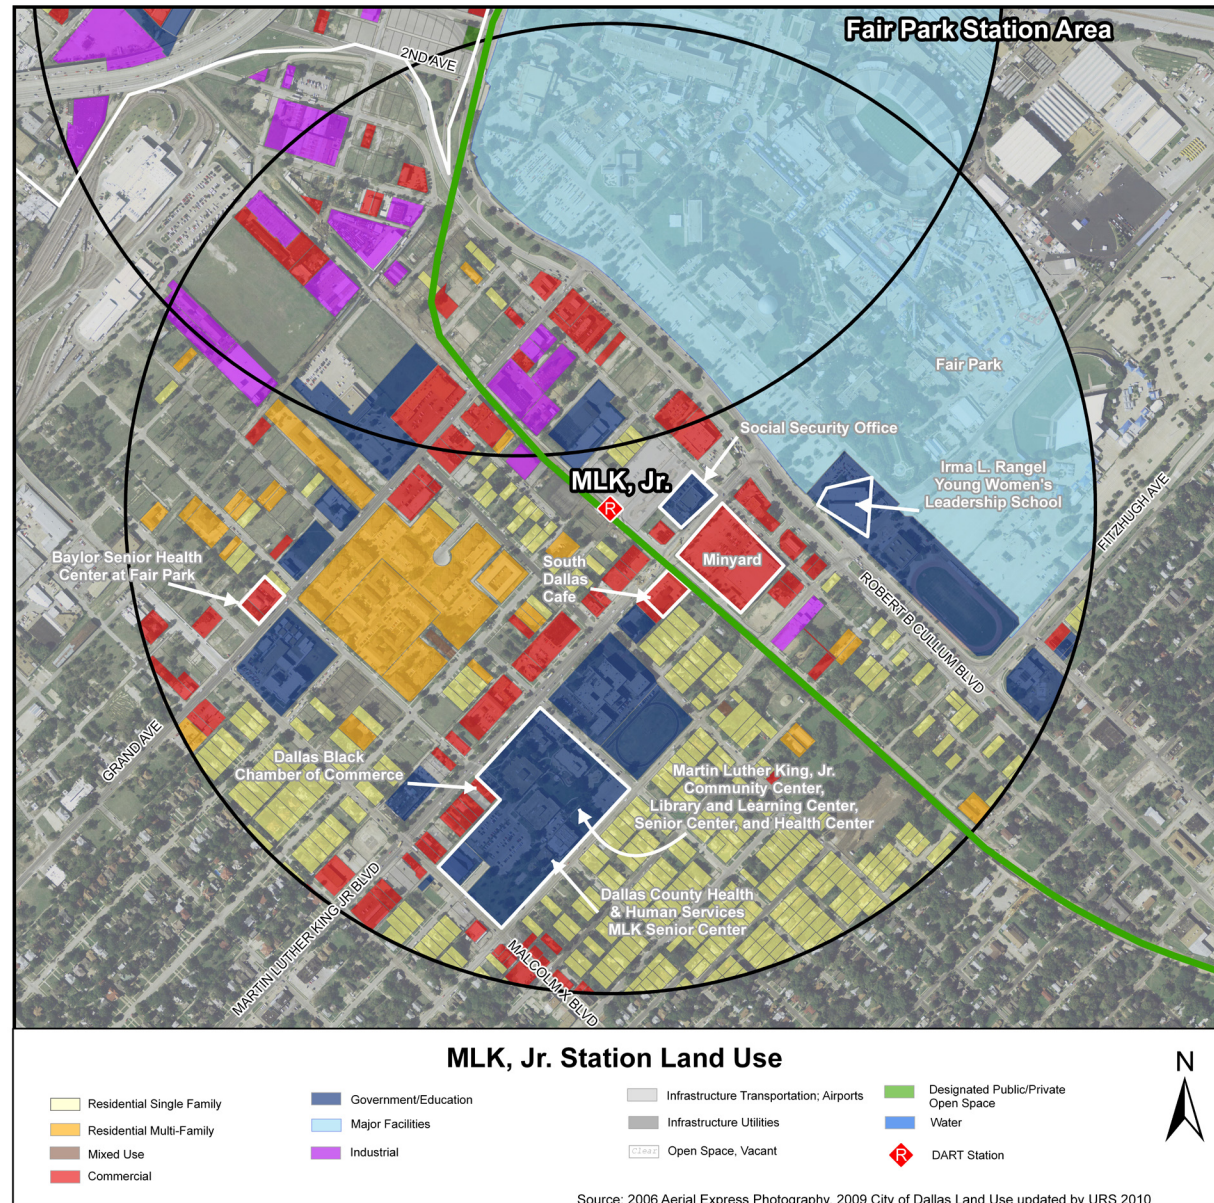 Fair Park Station Area
2ND AVE
Fair Park
Social Security Office
MLK, Jr.
R
Irma L. Rangel
Young Women's
Leadership School
FITZHUGH AVE
Baylor Senior Health
Center at Fair Park
South
Dallas
Cafe
Minyard
ROBERT B CULLUM BLVD
GRAND AVE
Dallas Black
Chamber of Commerce
Martin Luther King, Jr.
Community Center,
Library and Learning Center,
Senior Center, and Health Center
Dallas County Health
& Human Services
MLK Senior Center
MARTIN LUTHER KING JR BLVD
MALCOLM X BLVD
MLK, Jr. Station Land Use
N
Residential Single Family
Residential Multi-Family
Mixed Use
Commercial
Government/Education
Major Facilities
Industrial
Infrastructure Transportation; Airports
Infrastructure Utilities
Clear
Open Space, Vacant
Designated Public/Private
Open Space
Water
R
DART Station
Source: 2006 Aerial Express Photography, 2009 City of Dallas Land Use updated by URS 2010